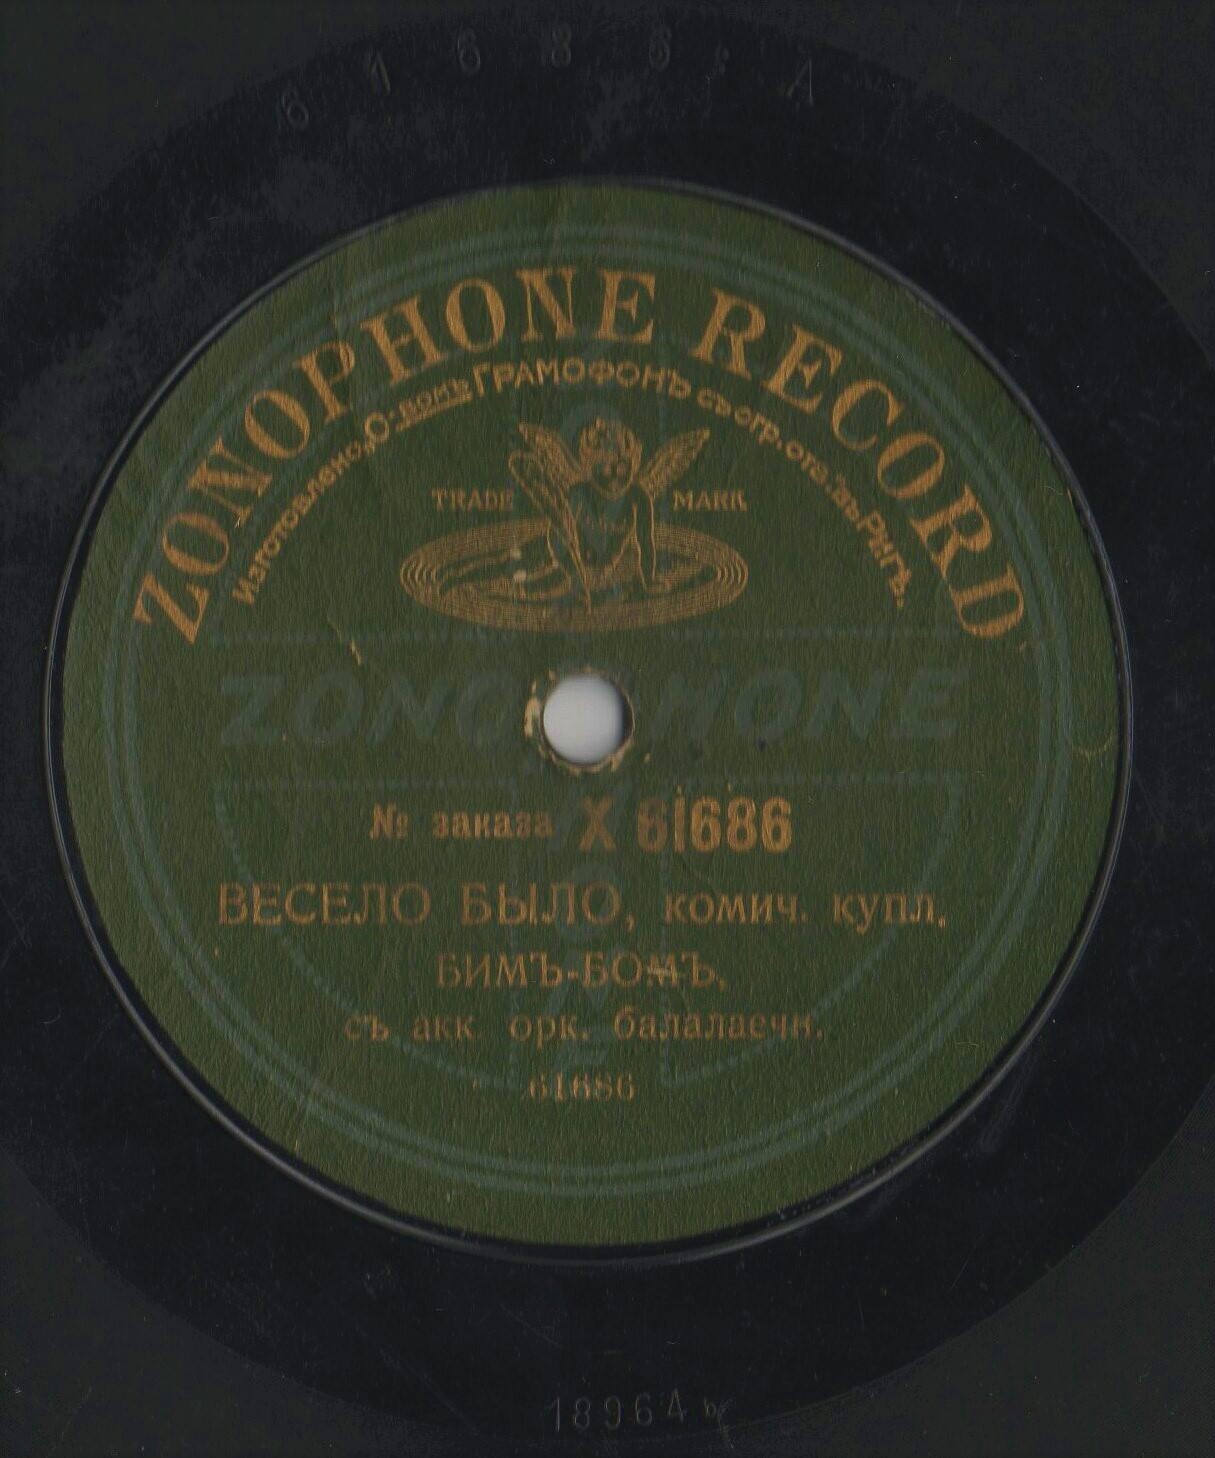 61686. A
ZONOPHONE RECORD
Изготовлено „О-вомъ ГРАМОФОНЪ съ огр. отв.“ въ Ригѣ.
TRADE MARK
ZONOPHONE
№ заказа X 61686
ВЕСЕЛО БЫЛО, комич. купл.
БИМЪ-БОМЪ,
съ акк. орк. балалаечн.
61686
18964 b